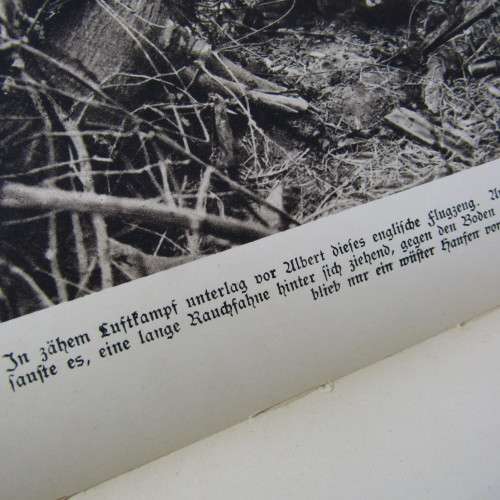 In zähem Luftkampf unterlag vor Albert dieses englische Flugzeug.
sauste es, eine lange Rauchfahne hinter sich ziehend, gegen den Boden
blieb nur ein wüster Haufen von